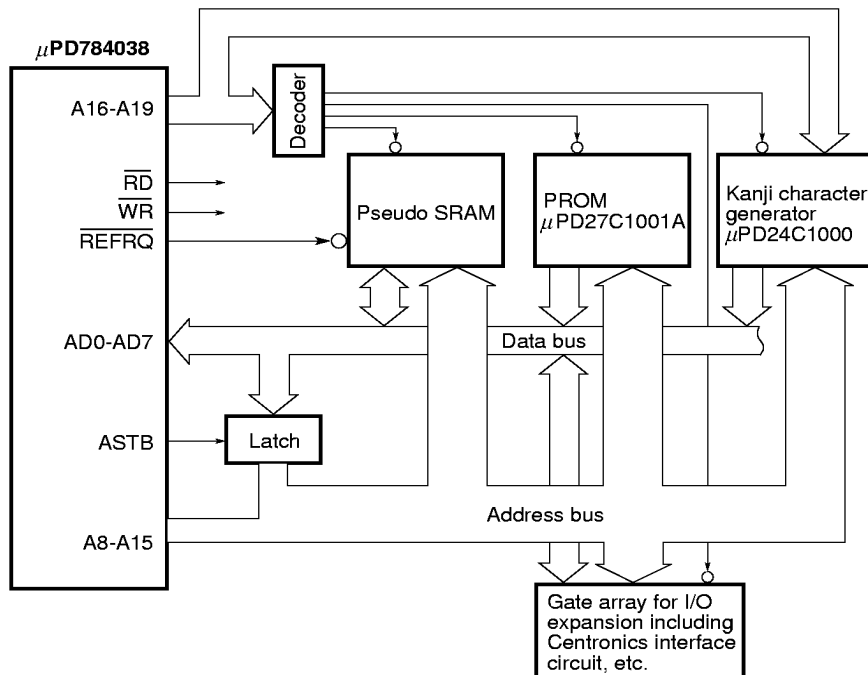 μPD784038
A16-A19
RD
WR
REFRQ
AD0-AD7
ASTB
A8-A15
Decoder
Pseudo SRAM
PROM
μPD27C1001A
Kanji character
generator
μPD24C1000
Data bus
Latch
Address bus
Gate array for I/O
expansion including
Centronics interface
circuit, etc.